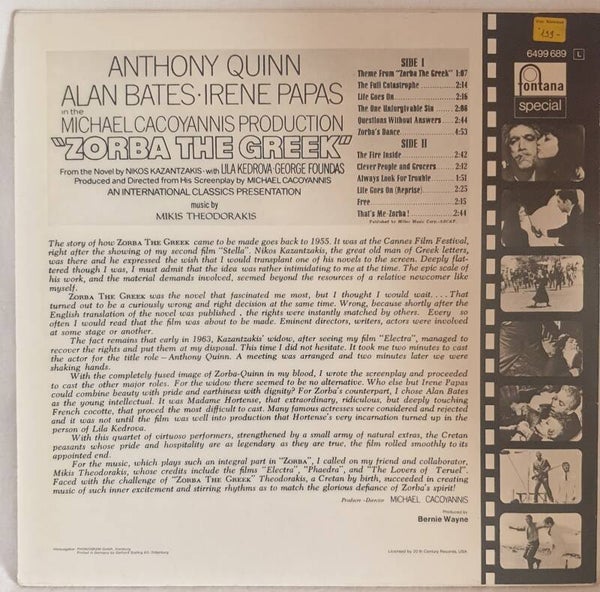 ANTHONY QUINN
ALAN BATES·IRENE PAPAS
in the
MICHAEL CACOYANNIS PRODUCTION
"ZORBA THE GREEK"
From the Novel by NIKOS KAZANTZAKIS · with LILA KEDROVA · GEORGE FOUNDAS
Produced and Directed from His Screenplay by MICHAEL CACOYANNIS
AN INTERNATIONAL CLASSICS PRESENTATION
music by
MIKIS THEODORAKIS
SIDE I
Theme From "Zorba The Greek" 1:07
The Full Catastrophe 2:14
Life Goes On 2:16
The One Unforgivable Sin 2:08
Questions Without Answers 2:44
Zorba's Dance 4:53
SIDE II
The Fire Inside 2:42
Clever People and Grocers 2:32
Always Look For Trouble 1:51
Life Goes On (Reprise) 2:23
Free 2:15
That's Me-Zorba! 2:44
Published by Miller Music Corp.-ASCAP.
199-
6499 689 L
fontana
special
The story of how ZORBA THE GREEK came to be made goes back to 1955. It was at the Cannes Film Festival,
right after the showing of my second film "Stella". Nikos Kazantzakis, the great old man of Greek letters,
was there and he expressed the wish that I would transplant one of his novels to the screen. Deeply flat-
tered though I was, I must admit that the idea was rather intimidating to me at the time. The epic scale of
his work, and the material demands involved, seemed beyond the resources of a relative newcomer like
myself.
ZORBA THE GREEK was the novel that fascinated me most, but I thought I would wait.... That
turned out to be a curiously wrong and right decision at the same time. Wrong, because shortly after the
English translation of the novel was published , the rights were instantly matched by others. Every so
often I would read that the film was about to be made. Eminent directors, writers, actors were involved
at some stage or another.
The fact remains that early in 1963, Kazantzakis' widow, after seeing my film "Electra", managed to
recover the rights and put them at my disposal. This time I did not hesitate. It took me two minutes to cast
the actor for the title role - Anthony Quinn. A meeting was arranged and two minutes later we were
shaking hands.
With the completely fused image of Zorba-Quinn in my blood, I wrote the screenplay and proceeded
to cast the other major roles. For the widow there seemed to be no alternative. Who else but Irene Papas
could combine beauty with pride and earthiness with dignity? For Zorba's counterpart, I chose Alan Bates
as the young intellectual. It was Madame Hortense, that extraordinary, ridiculous, but deeply touching
French cocotte, that proved the most difficult to cast. Many famous actresses were considered and rejected
and it was not until the film was well into production that Hortense's very incarnation turned up in the
person of Lila Kedrova.
With this quartet of virtuoso performers, strengthened by a small army of natural extras, the Cretan
peasants whose pride and hospitality are as legendary as they are true, the film rolled smoothly to its
appointed end.
For the music, which plays such an integral part in "ZORBA", I called on my friend and collaborator,
Mikis Theodorakis, whose credits include the films "Electra", "Phaedra", and "The Lovers of Teruel".
Faced with the challenge of "ZORBA THE GREEK" Theodorakis, a Cretan by birth, succeeded in creating
music of such inner excitement and stirring rhythms as to match the glorious defiance of Zorba's spirit!
Producer-Director MICHAEL CACOYANNIS
Produced by
Bernie Wayne
Licensed by 20th Century Records, USA